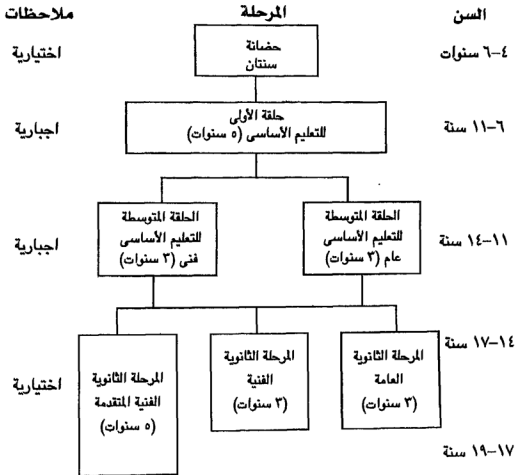 السن المرحلة ملاحظات
٤–٦ سنوات
حضانة
سنتان
اختيارية
٦–١١ سنة
حلقة الأولى
للتعليم الأساسى (٥ سنوات)
اجبارية
١١–١٤ سنة
الحلقة المتوسطة
للتعليم الأساسى
عام (٣ سنوات)
الحلقة المتوسطة
للتعليم الأساسى
فنى (٣ سنوات)
اجبارية
١٤–١٧ سنة
المرحلة الثانوية
العامة
(٣ سنوات)
المرحلة الثانوية
الفنية
(٣ سنوات)
المرحلة الثانوية
الفنية المتقدمة
(٥ سنوات)
اختيارية
١٧–١٩ سنة